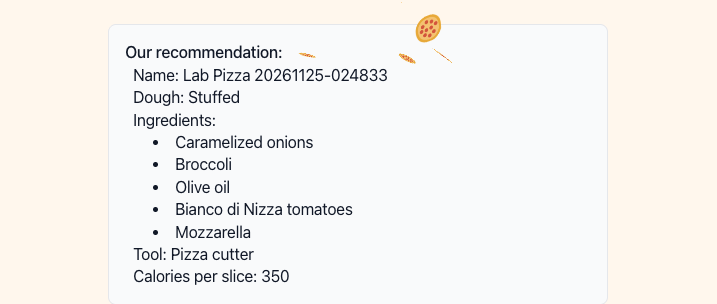 Our recommendation:
Name: Lab Pizza 20261125-024833
Dough: Stuffed
Ingredients:
• Caramelized onions
• Broccoli
• Olive oil
• Bianco di Nizza tomatoes
• Mozzarella
Tool: Pizza cutter
Calories per slice: 350